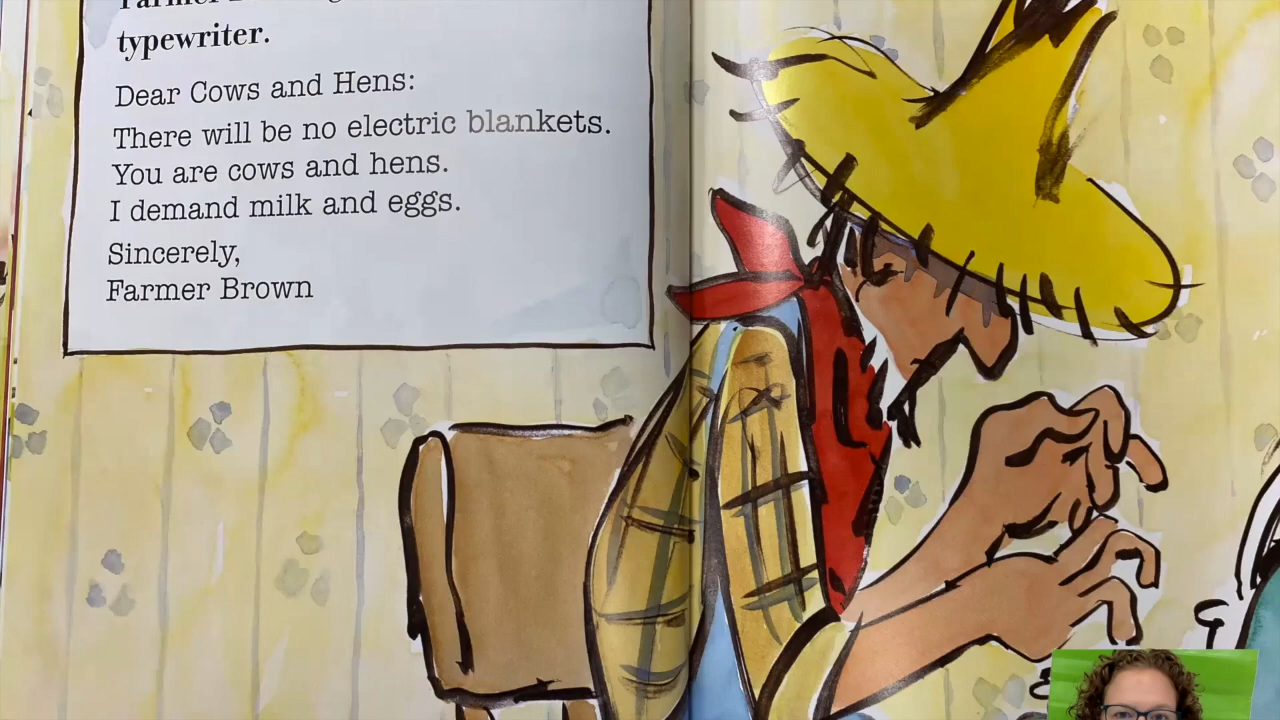 typewriter.
Dear Cows and Hens:
There will be no electric blankets.
You are cows and hens.
I demand milk and eggs.
Sincerely,
Farmer Brown